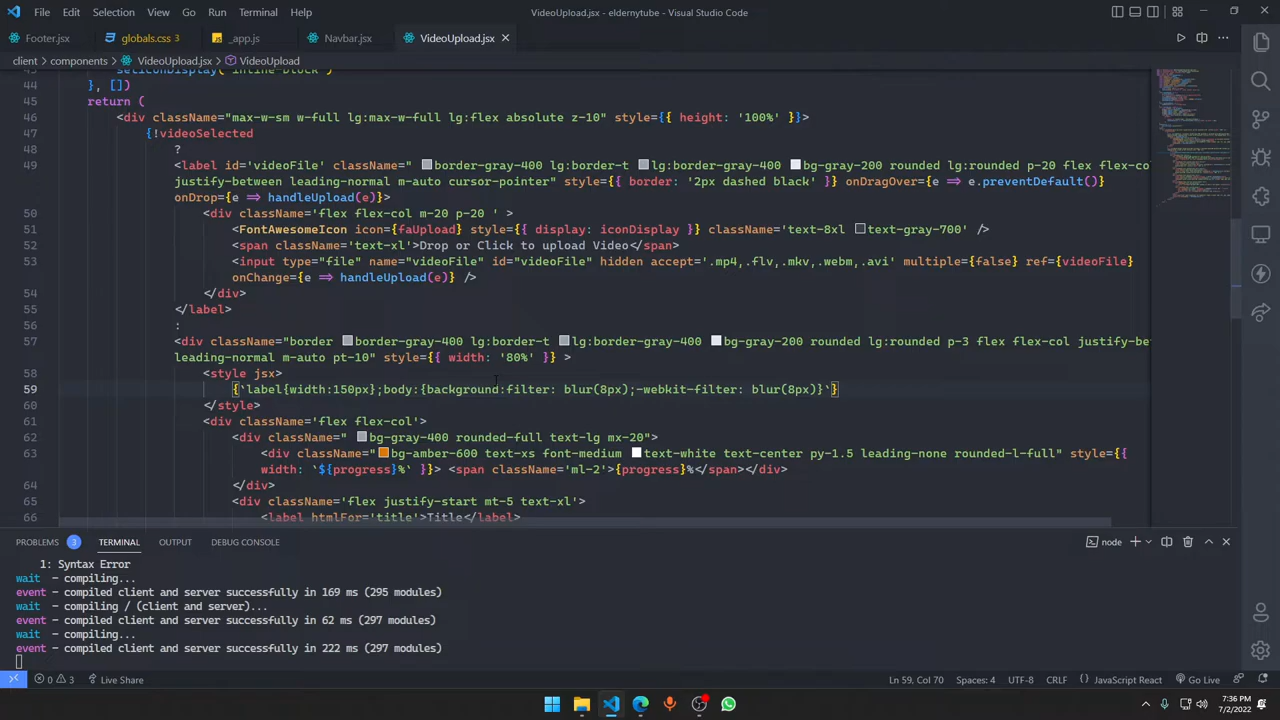 File Edit Selection View Go Run Terminal Help VideoUpload.jsx - eldernytube - Visual Studio Code
Footer.jsx globals.css 3 _app.js Navbar.jsx VideoUpload.jsx
client > components > VideoUpload.jsx > VideoUpload
44 }, [])
45 return (
46 <div className="max-w-sm w-full lg:max-w-full lg:flex absolute z-10" style={{ height: '100%' }}>
47 {!videoSelected
48 ?
49 <label id='videoFile' className=" border-gray-400 lg:border-t lg:border-gray-400 bg-gray-200 rounded lg:rounded p-20 flex flex-col
justify-between leading-normal m-auto cursor-pointer" style={{ border: '2px dashed black' }} onDragOver={e => e.preventDefault()}
onDrop={e => handleUpload(e)}>
50 <div className='flex flex-col m-20 p-20 ' >
51 <FontAwesomeIcon icon={faUpload} style={{ display: iconDisplay }} className='text-8xl text-gray-700' />
52 <span className='text-xl'>Drop or Click to upload Video</span>
53 <input type="file" name="videoFile" id="videoFile" hidden accept='.mp4,.flv,.mkv,.webm,.avi' multiple={false} ref={videoFile}
onChange={e => handleUpload(e)} />
54 </div>
55 </label>
56 :
57 <div className="border border-gray-400 lg:border-t lg:border-gray-400 bg-gray-200 rounded lg:rounded p-3 flex flex-col justify-be
leading-normal m-auto pt-10" style={{ width: '80%' }} >
58 <style jsx>
59 {`label{width:150px};body:{background:filter: blur(8px);-webkit-filter: blur(8px)}`}
60 </style>
61 <div className='flex flex-col'>
62 <div className=" bg-gray-400 rounded-full text-lg mx-20">
63 <div className=" bg-amber-600 text-xs font-medium text-white text-center py-1.5 leading-none rounded-l-full" style={{
width: `${progress}%` }}> <span className='ml-2'>{progress}%</span></div>
64 </div>
65 <div className='flex justify-start mt-5 text-xl'>
66 <label htmlFor='title'>Title</label>
PROBLEMS 3 TERMINAL OUTPUT DEBUG CONSOLE node
1: Syntax Error
wait - compiling...
event - compiled client and server successfully in 169 ms (295 modules)
wait - compiling / (client and server)...
event - compiled client and server successfully in 62 ms (297 modules)
wait - compiling...
event - compiled client and server successfully in 222 ms (297 modules)
0 3 Live Share Ln 59, Col 70 Spaces: 4 UTF-8 CRLF {} JavaScript React Go Live
7:36 PM
7/2/2022